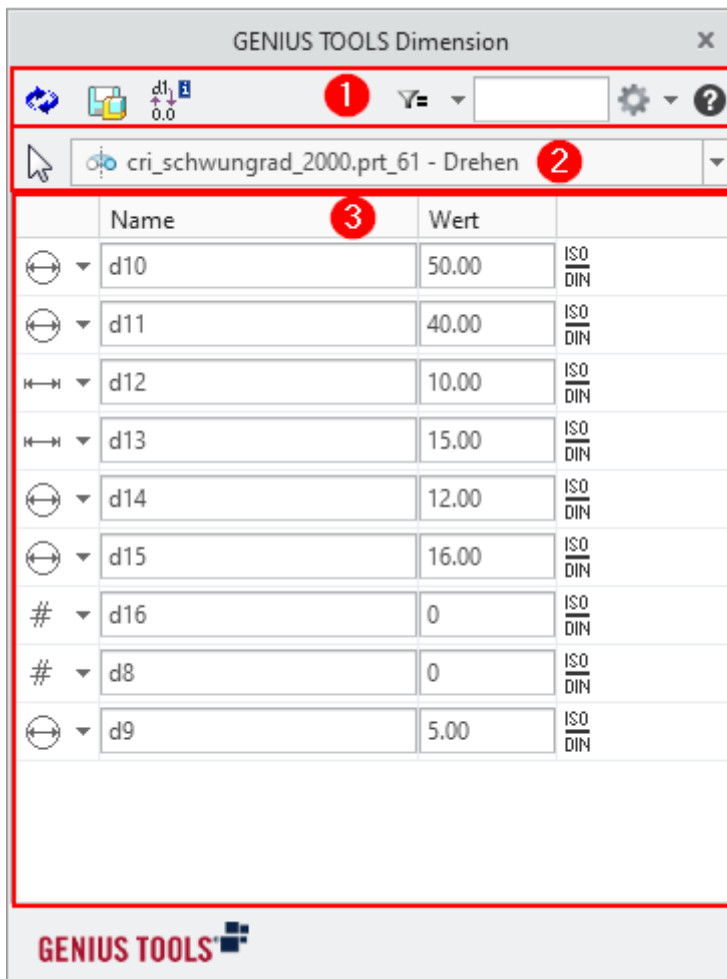 GENIUS TOOLS Dimension
d1 i
0.0
1
=
?
cri_schwungrad_2000.prt_61 - Drehen 2
Name 3 Wert
d10 50.00 ISO DIN
d11 40.00 ISO DIN
d12 10.00 ISO DIN
d13 15.00 ISO DIN
d14 12.00 ISO DIN
d15 16.00 ISO DIN
# d16 0 ISO DIN
# d8 0 ISO DIN
d9 5.00 ISO DIN
GENIUS TOOLS